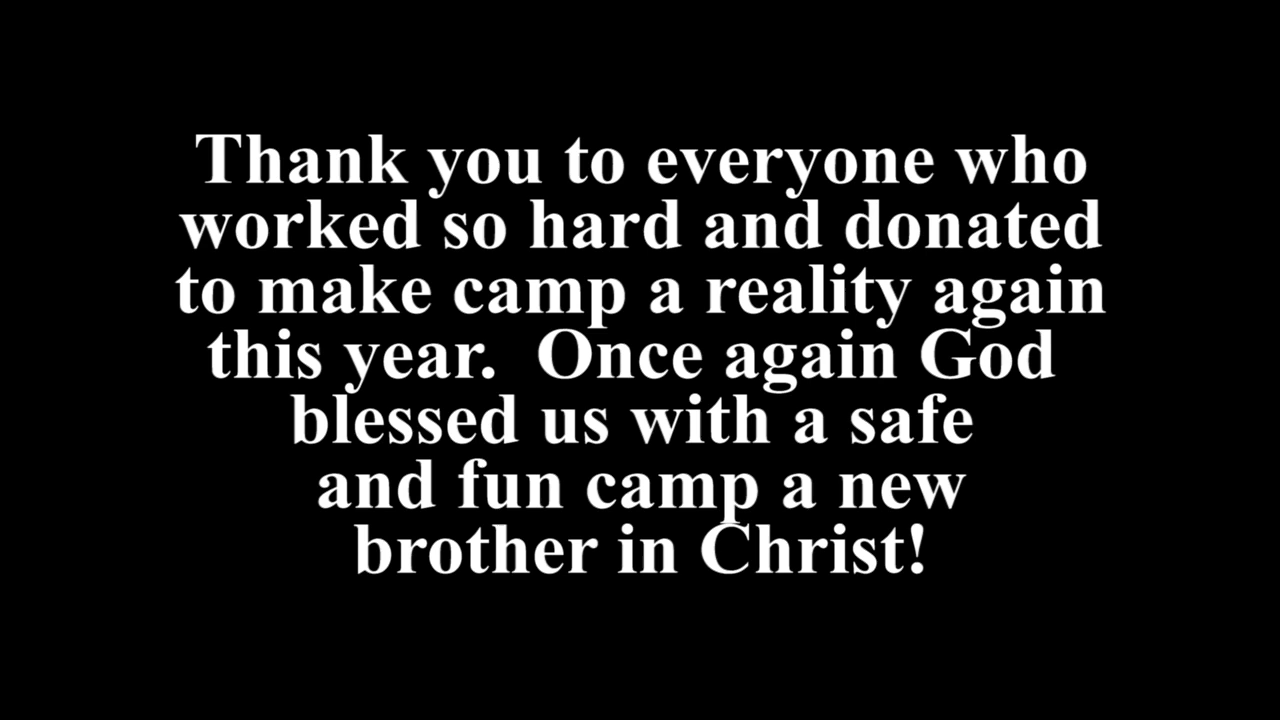 Thank you to everyone who
worked so hard and donated
to make camp a reality again
this year.  Once again God
blessed us with a safe
and fun camp a new
brother in Christ!